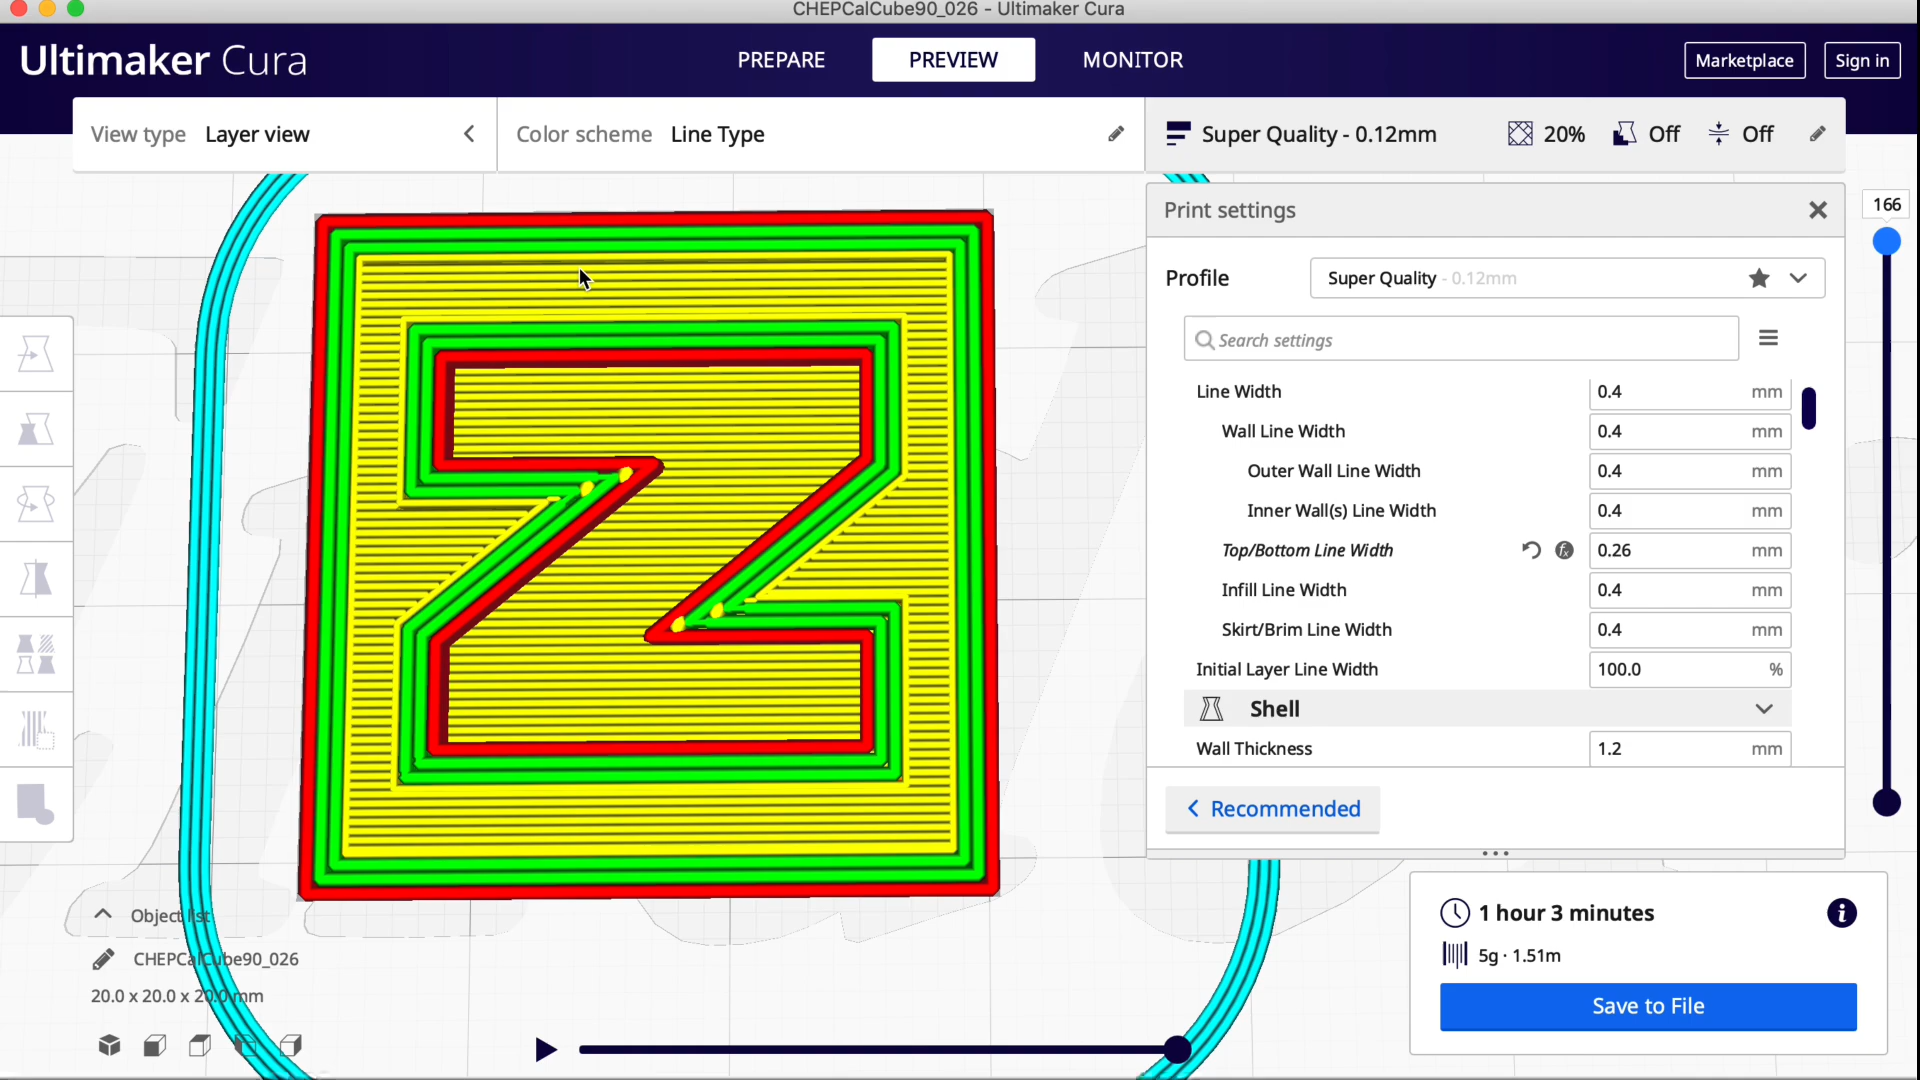 CHEPCalCube90_026 - Ultimaker Cura
Ultimaker Cura
PREPARE
PREVIEW
MONITOR
Marketplace
Sign in
View type Layer view
Color scheme Line Type
Super Quality - 0.12mm
20%
Off
Off
166
Print settings
Profile
Super Quality - 0.12mm
Search settings
Line Width 0.4 mm
Wall Line Width 0.4 mm
Outer Wall Line Width 0.4 mm
Inner Wall(s) Line Width 0.4 mm
Top/Bottom Line Width 0.26 mm
Infill Line Width 0.4 mm
Skirt/Brim Line Width 0.4 mm
Initial Layer Line Width 100.0 %
Shell
Wall Thickness 1.2 mm
Recommended
Z
Object list
CHEPCalCube90_026
20.0 x 20.0 x 20.0 mm
1 hour 3 minutes
5g · 1.51m
Save to File